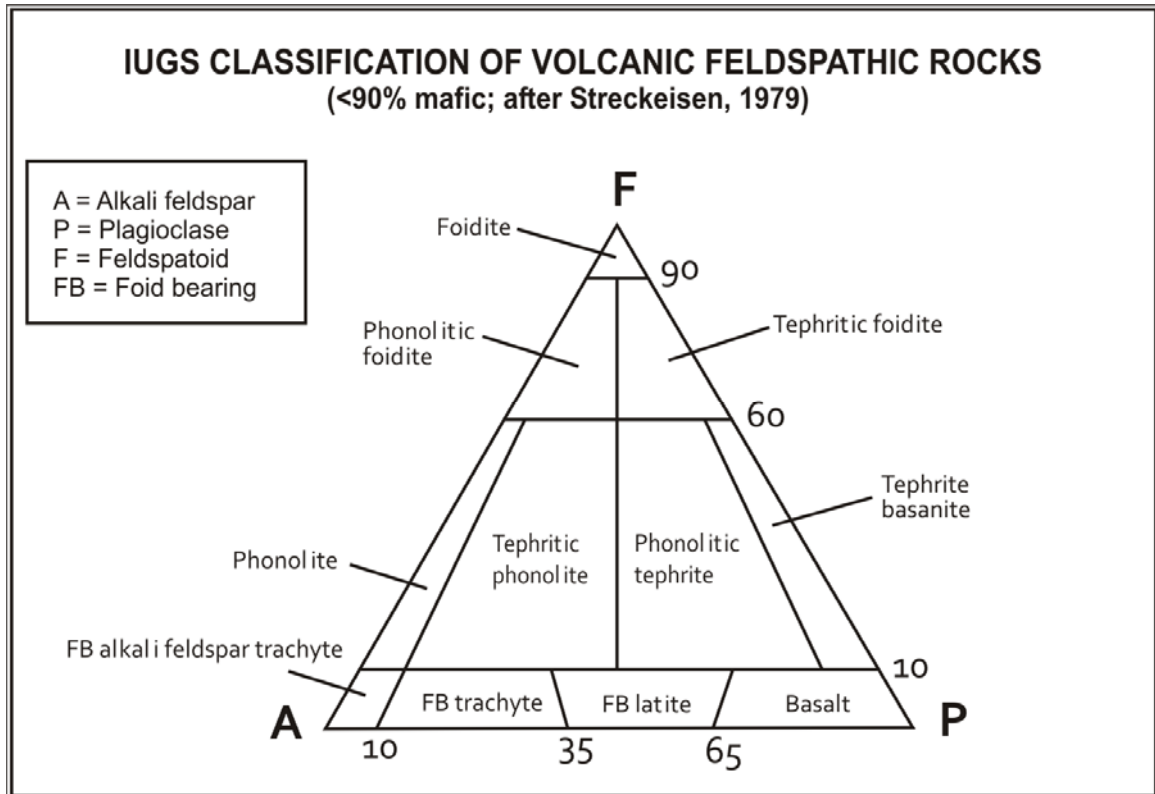 IUGS CLASSIFICATION OF VOLCANIC FELDSPATHIC ROCKS
(<90% mafic; after Streckeisen, 1979)
A = Alkali feldspar
P = Plagioclase
F = Feldspatoid
FB = Foid bearing
F
Foidite
90
Phonolitic
foidite
Tephritic foidite
60
Tephrite
basanite
Tephritic
phonolite
Phonolitic
tephrite
Phonolite
FB alkali feldspar trachyte
10
FB trachyte
FB latite
Basalt
A
P
10
35
65